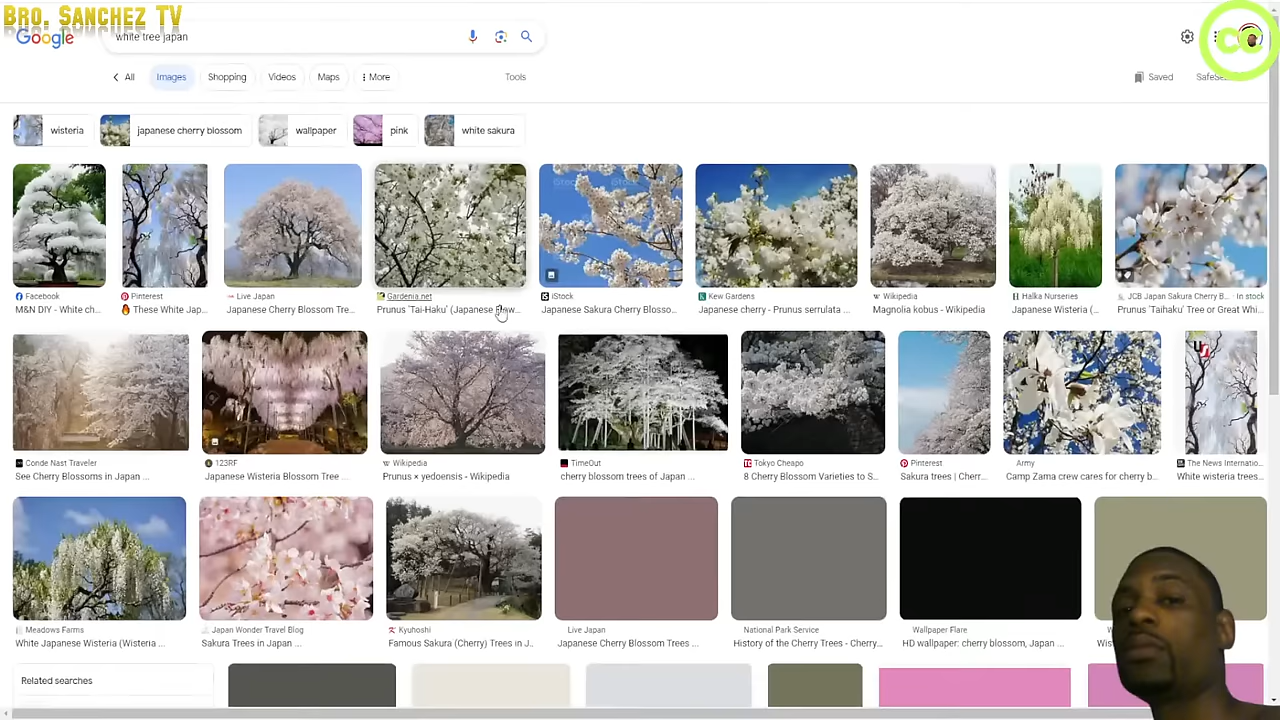 Bro. Sanchez TV
Google
white tree japan
CO
All
Images
Shopping
Videos
Maps
More
Tools
Saved
wisteria
japanese cherry blossom
wallpaper
pink
white sakura
Facebook
M&N DIY - White ch...
Pinterest
These White Jap...
Live Japan
Japanese Cherry Blossom Tre...
Gardenia.net
Prunus 'Tai-Haku' (Japanese
iStock
Japanese Sakura Cherry Blosso...
Kew Gardens
Japanese cherry - Prunus serrulata ...
Wikipedia
Magnolia kobus - Wikipedia
Halka Nurseries
Japanese Wisteria (...
JCB Japan Sakura Cherry B... · In stock
Prunus 'Taihaku' Tree or Great Whi...
Conde Nast Traveler
See Cherry Blossoms in Japan ...
123RF
Japanese Wisteria Blossom Tree ...
Wikipedia
Prunus × yedoensis - Wikipedia
TimeOut
cherry blossom trees of Japan ...
Tokyo Cheapo
8 Cherry Blossom Varieties to S...
Pinterest
Sakura trees | Cherr...
Army
Camp Zama crew cares for cherry b...
The News Internatio...
White wisteria trees...
Meadows Farms
White Japanese Wisteria (Wisteria ...
Japan Wonder Travel Blog
Sakura Trees in Japan ...
Kyuhoshi
Famous Sakura (Cherry) Trees in J..
Live Japan
Japanese Cherry Blossom Trees ...
National Park Service
History of the Cherry Trees - Cherry...
Wallpaper Flare
HD wallpaper: cherry blossom, Japan ...
Related searches